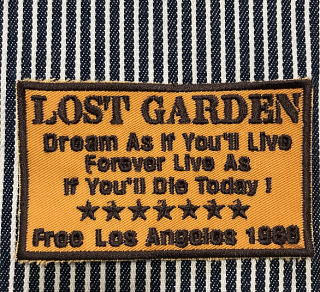 LOST GARDEN
Dream As If You'll Live
Forever Live As
If You'll Die Today !
★★★★★★★
Free Los Angeles 1989